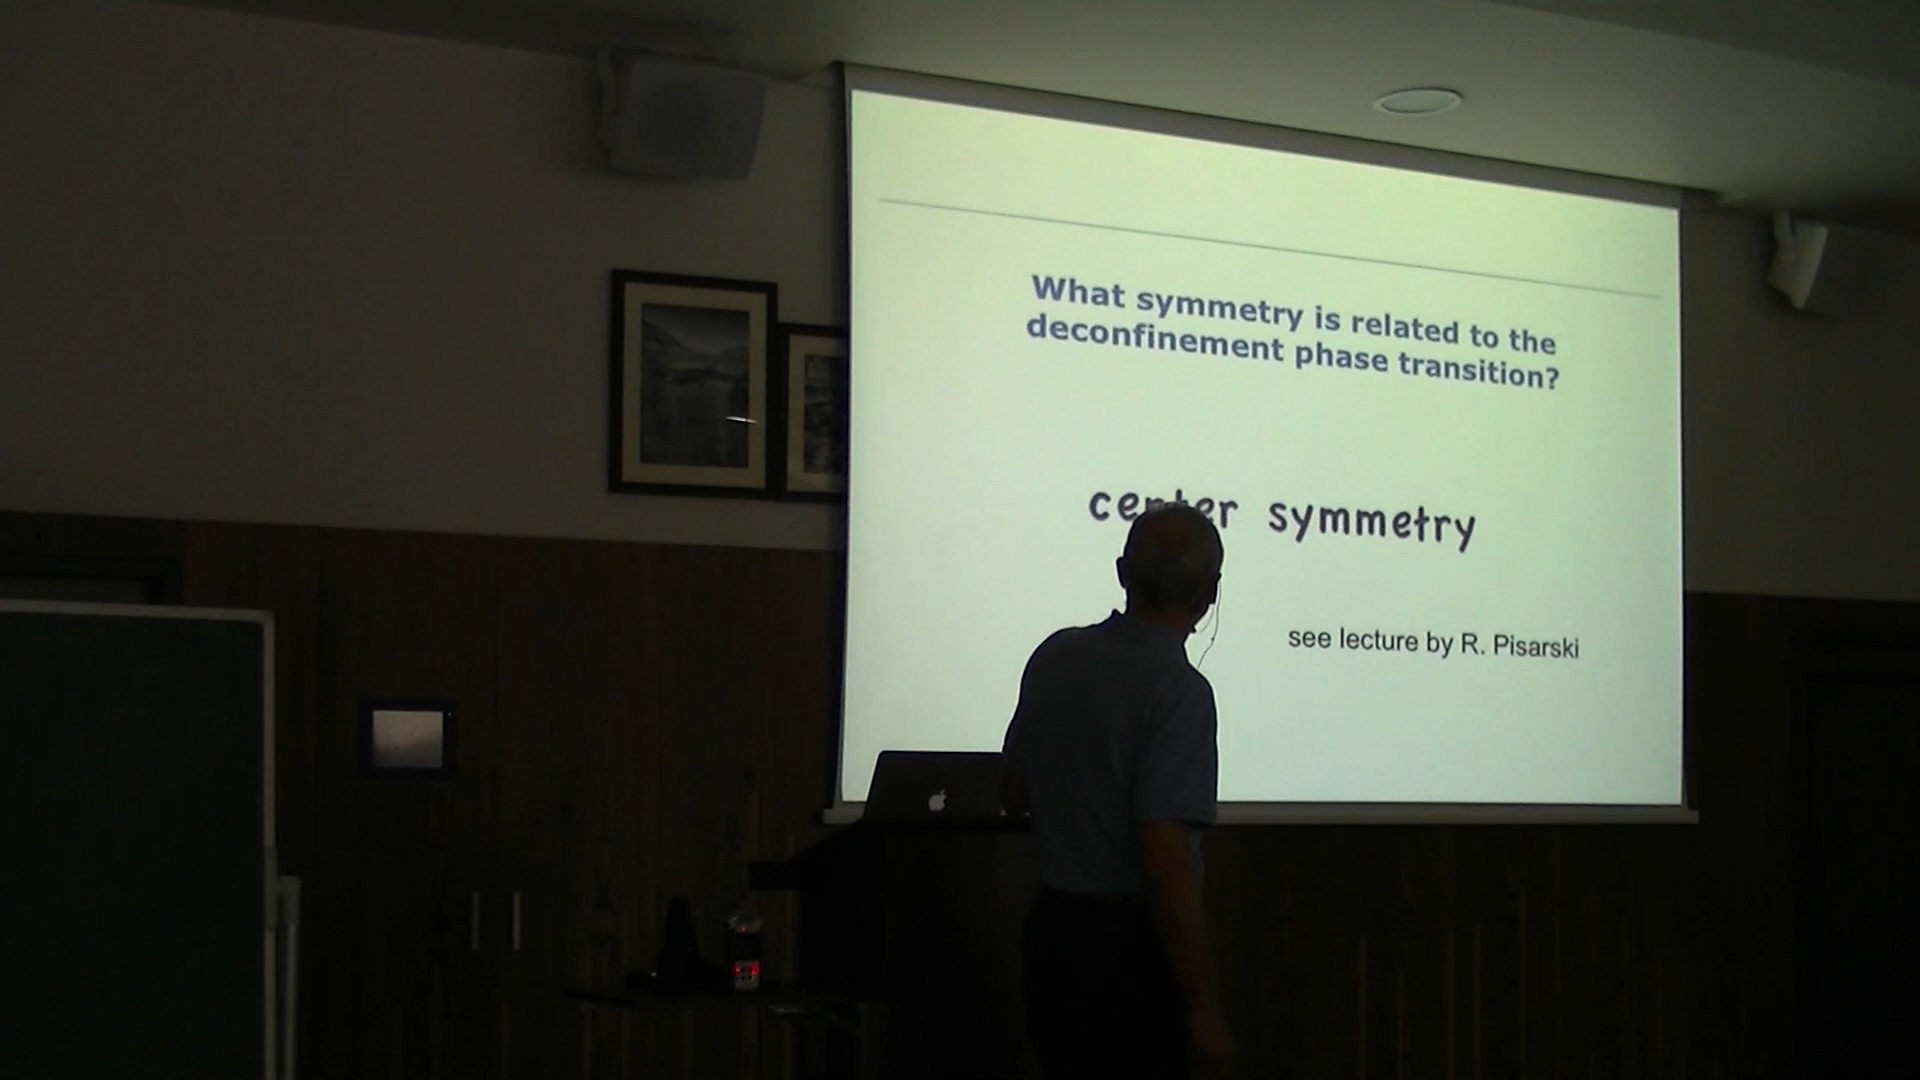 What symmetry is related to the
deconfinement phase transition?
center symmetry
see lecture by R. Pisarski